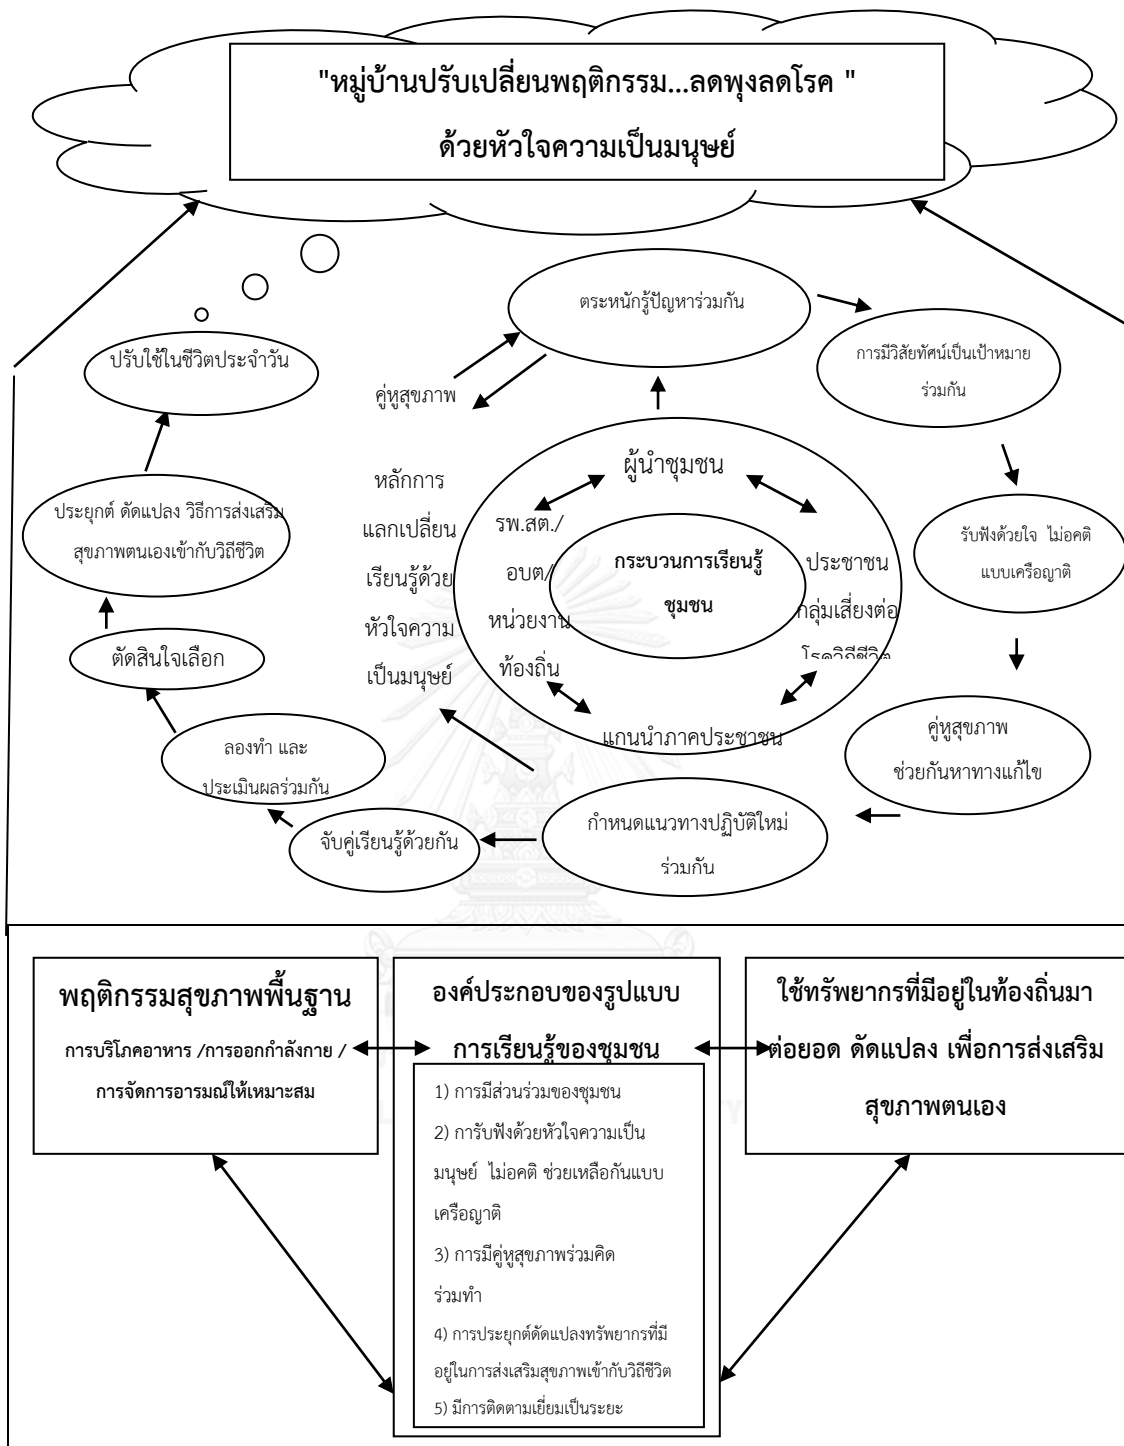 "หมู่บ้านปรับเปลี่ยนพฤติกรรม...ลดพุงลดโรค "
ด้วยหัวใจความเป็นมนุษย์
ตระหนักรู้ปัญหาร่วมกัน
การมีวิสัยทัศน์เป็นเป้าหมาย
ร่วมกัน
รับฟังด้วยใจ ไม่อคติ
แบบเครือญาติ
คู่หูสุขภาพ
ช่วยกันหาทางแก้ไข
กำหนดแนวทางปฏิบัติใหม่
ร่วมกัน
จับคู่เรียนรู้ด้วยกัน
ลองทำ และ
ประเมินผลร่วมกัน
ตัดสินใจเลือก
ประยุกต์ ดัดแปลง วิธีการส่งเสริม
สุขภาพตนเองเข้ากับวิถีชีวิต
ปรับใช้ในชีวิตประจำวัน
คู่หูสุขภาพ
หลักการ
แลกเปลี่ยน
เรียนรู้ด้วย
หัวใจความ
เป็นมนุษย์
ผู้นำชุมชน
รพ.สต./
อบต/
หน่วยงาน
ท้องถิ่น
กระบวนการเรียนรู้
ชุมชน
ประชาชน
กลุ่มเสี่ยงต่อ
โรควิถีชีวิต
แกนนำภาคประชาชน
พฤติกรรมสุขภาพพื้นฐาน
การบริโภคอาหาร /การออกกำลังกาย /
การจัดการอารมณ์ให้เหมาะสม
องค์ประกอบของรูปแบบ
การเรียนรู้ของชุมชน
1) การมีส่วนร่วมของชุมชน
2) การับฟังด้วยหัวใจความเป็น
มนุษย์ ไม่อคติ ช่วยเหลือกันแบบ
เครือญาติ
3) การมีคู่หูสุขภาพร่วมคิด
ร่วมทำ
4) การประยุกต์ดัดแปลงทรัพยากรที่มี
อยู่ในการส่งเสริมสุขภาพเข้ากับวิถีชีวิต
5) มีการติดตามเยี่ยมเป็นระยะ
ใช้ทรัพยากรที่มีอยู่ในท้องถิ่นมา
ต่อยอด ดัดแปลง เพื่อการส่งเสริม
สุขภาพตนเอง